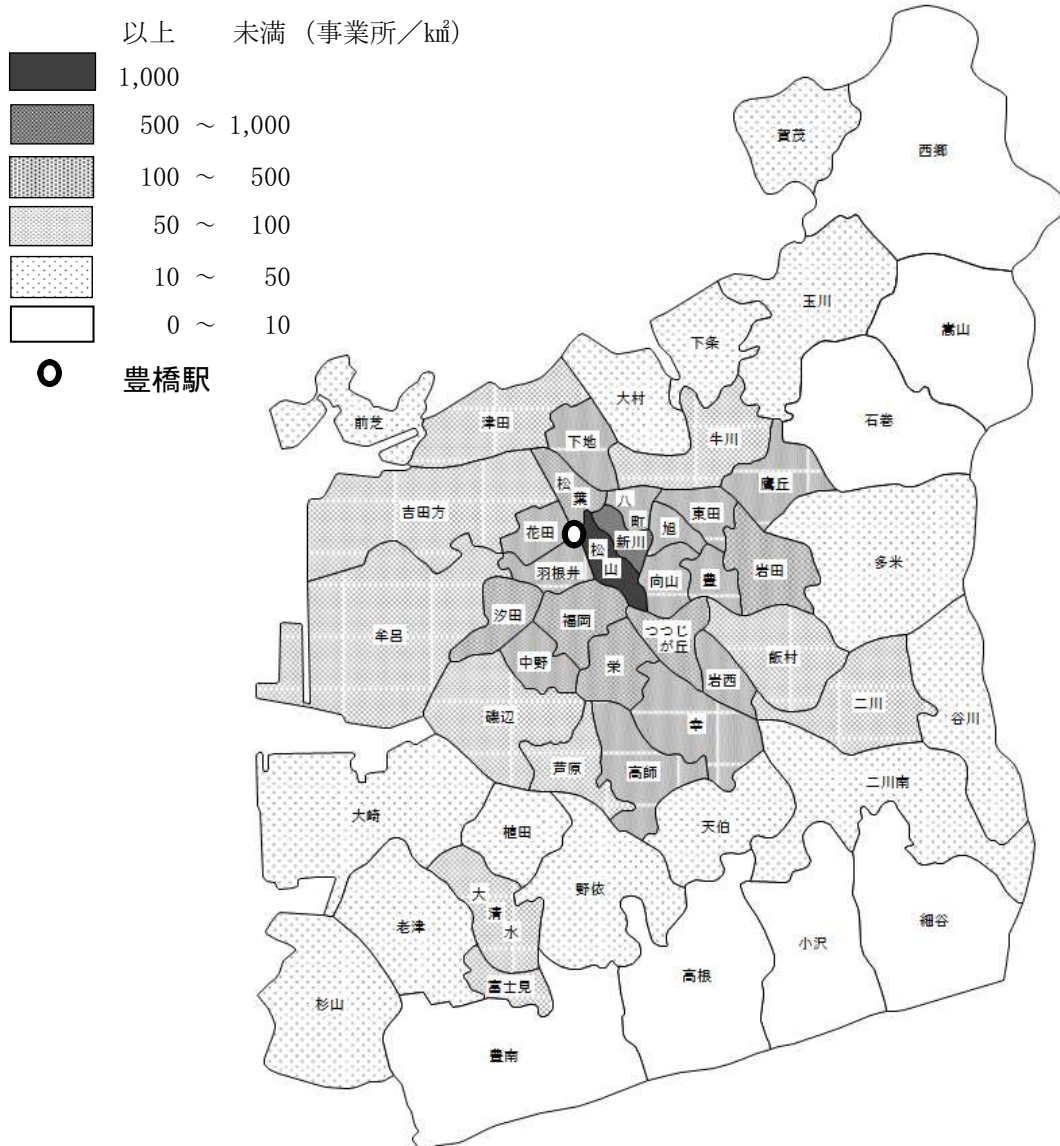 以上 未満 (事業所/k㎡)
1,000
500 ～ 1,000
100 ～ 500
50 ～ 100
10 ～ 50
0 ～ 10
豊橋駅
賀茂
西郷
玉川
嵩山
下条
大村
石巻
前芝
津田
下地
牛川
鷹丘
松葉
八町
吉田方
東田
花田
新川
旭
松山
多米
羽根井
向山
豊
岩田
汐田
福岡
つつじが丘
牟呂
中野
栄
飯村
岩西
二川
磯辺
幸
谷川
芦原
高師
二川南
大崎
植田
天伯
大清水
野依
老津
細谷
小沢
高根
富士見
杉山
豊南